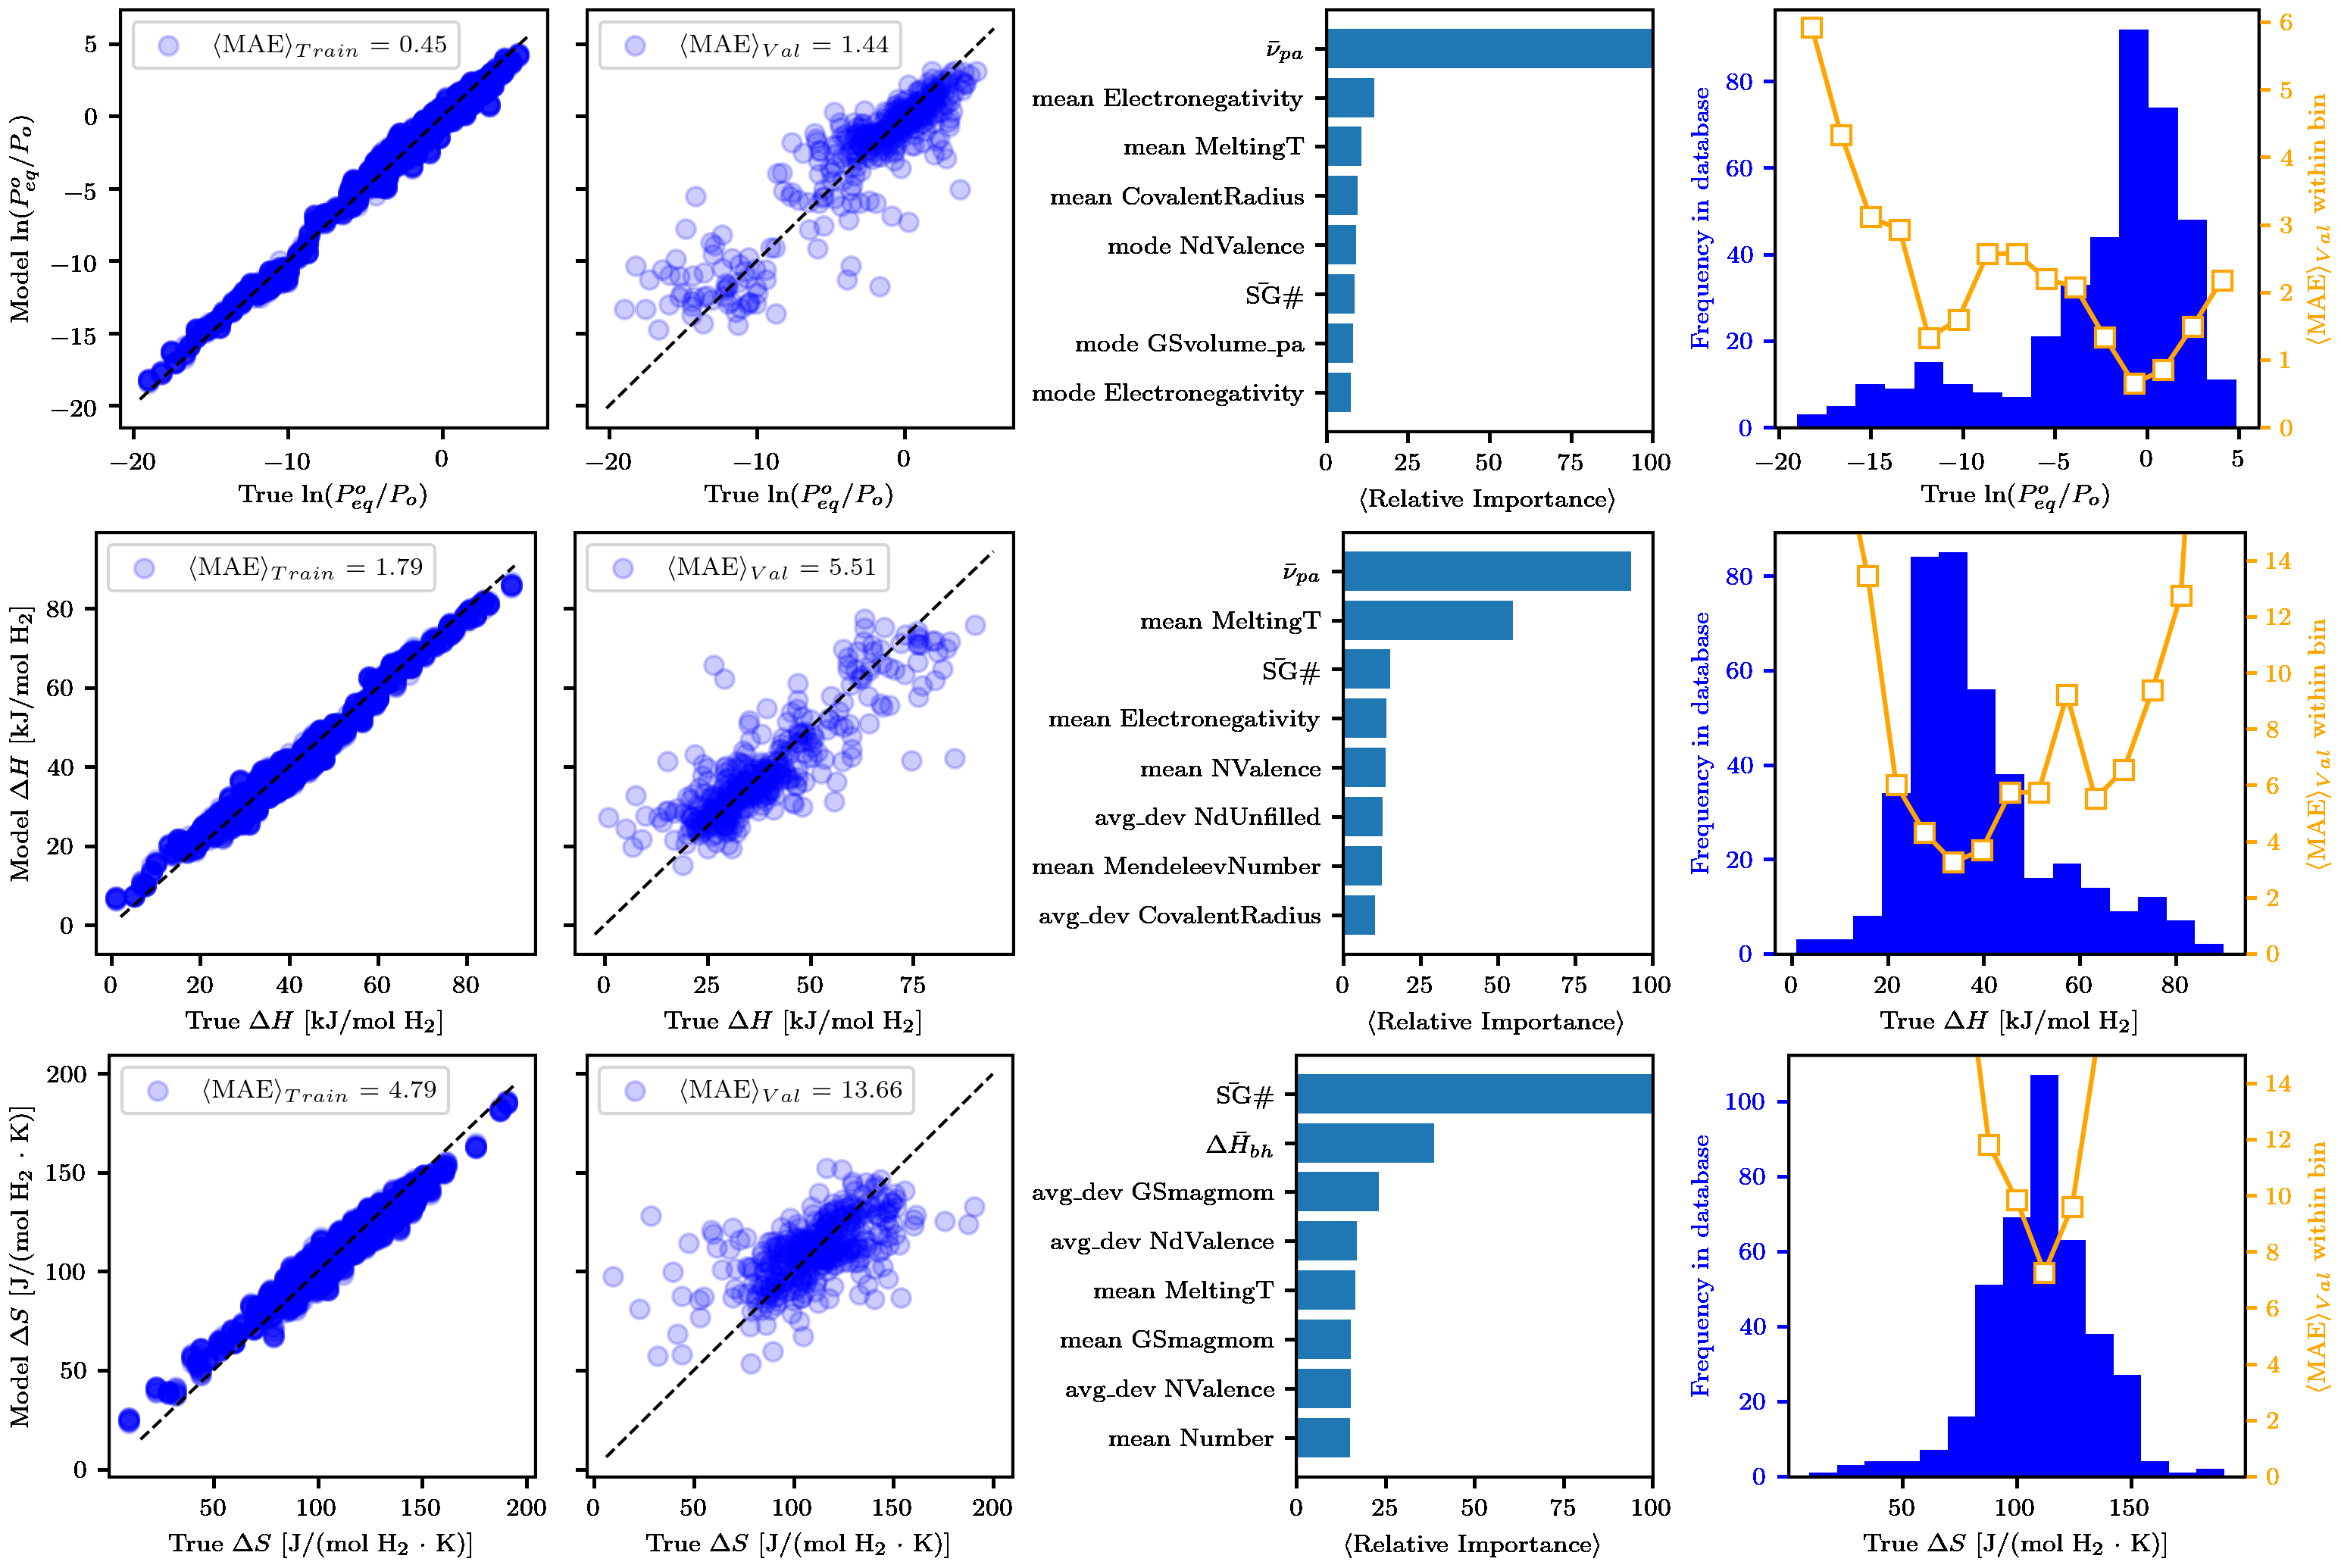 ⟨MAE⟩Train = 0.45
Model ln(P°eq/Po)
5
0
−5
−10
−15
−20
−20 −10 0
True ln(P°eq/Po)
⟨MAE⟩Val = 1.44
−20 −10 0
True ln(P°eq/Po)
ν̄pa
mean Electronegativity
mean MeltingT
mean CovalentRadius
mode NdValence
S̄G#
mode GSvolume_pa
mode Electronegativity
0 25 50 75 100
⟨Relative Importance⟩
Frequency in database
80
60
40
20
0
−20 −15 −10 −5 0 5
True ln(P°eq/Po)
6
5
4
3
2
1
0
⟨MAE⟩Val within bin
⟨MAE⟩Train = 1.79
Model ΔH [kJ/mol H₂]
80
60
40
20
0
0 20 40 60 80
True ΔH [kJ/mol H₂]
⟨MAE⟩Val = 5.51
0 25 50 75
True ΔH [kJ/mol H₂]
ν̄pa
mean MeltingT
S̄G#
mean Electronegativity
mean NValence
avg_dev NdUnfilled
mean MendeleevNumber
avg_dev CovalentRadius
0 25 50 75 100
⟨Relative Importance⟩
Frequency in database
80
60
40
20
0
0 20 40 60 80
True ΔH [kJ/mol H₂]
14
12
10
8
6
4
2
0
⟨MAE⟩Val within bin
⟨MAE⟩Train = 4.79
Model ΔS [J/(mol H₂ · K)]
200
150
100
50
0
50 100 150 200
True ΔS [J/(mol H₂ · K)]
⟨MAE⟩Val = 13.66
0 50 100 150 200
True ΔS [J/(mol H₂ · K)]
S̄G#
ΔH̄bh
avg_dev GSmagmom
avg_dev NdValence
mean MeltingT
mean GSmagmom
avg_dev NValence
mean Number
0 25 50 75 100
⟨Relative Importance⟩
Frequency in database
100
80
60
40
20
0
50 100 150
True ΔS [J/(mol H₂ · K)]
14
12
10
8
6
4
2
0
⟨MAE⟩Val within bin